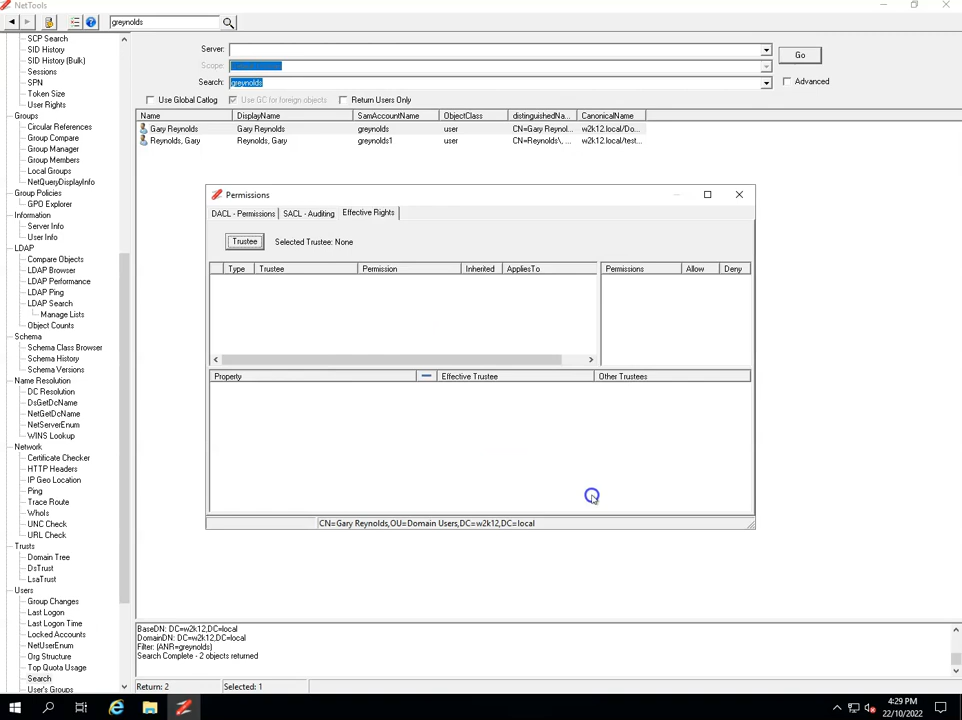 NetTools
greynolds
SCP Search
SID History
SID History (Bulk)
Sessions
SPN
Token Size
User Rights
Groups
Circular References
Group Compare
Group Manager
Group Members
Local Groups
NetQueryDisplayInfo
Group Policies
GPO Explorer
Information
Server Info
User Info
LDAP
Compare Objects
LDAP Browser
LDAP Performance
LDAP Ping
LDAP Search
Manage Lists
Object Counts
Schema
Schema Class Browser
Schema History
Schema Versions
Name Resolution
DC Resolution
DsGetDcName
NetGetDcName
NetServerEnum
WINS Lookup
Network
Certificate Checker
HTTP Headers
IP Geo Location
Ping
Trace Route
WhoIs
UNC Check
URL Check
Trusts
Domain Tree
DsTrust
LsaTrust
Users
Group Changes
Last Logon
Last Logon Time
Locked Accounts
NetUserEnum
Org Structure
Top Quota Usage
Search
User's Groups
Server:
Go
Scope:
Search: greynolds
Advanced
Use Global Catlog Use GC for foreign objects Return Users Only
Name DisplayName SamAccountName ObjectClass distinguishedNa... CanonicalName
Gary Reynolds Gary Reynolds greynolds user CN=Gary Reynol... w2k12.local/Do...
Reynolds, Gary Reynolds, Gary greynolds1 user CN=Reynolds\, ... w2k12.local/test...
Permissions
DACL - Permissions SACL - Auditing Effective Rights
Trustee Selected Trustee: None
Type Trustee Permission Inherited AppliesTo Permissions Allow Deny
Property Effective Trustee Other Trustees
CN=Gary Reynolds,OU=Domain Users,DC=w2k12,DC=local
BaseDN: DC=w2k12,DC=local
DomainDN: DC=w2k12,DC=local
Filter: (ANR=greynolds)
Search Complete - 2 objects returned
Return: 2 Selected: 1
4:29 PM
22/10/2022